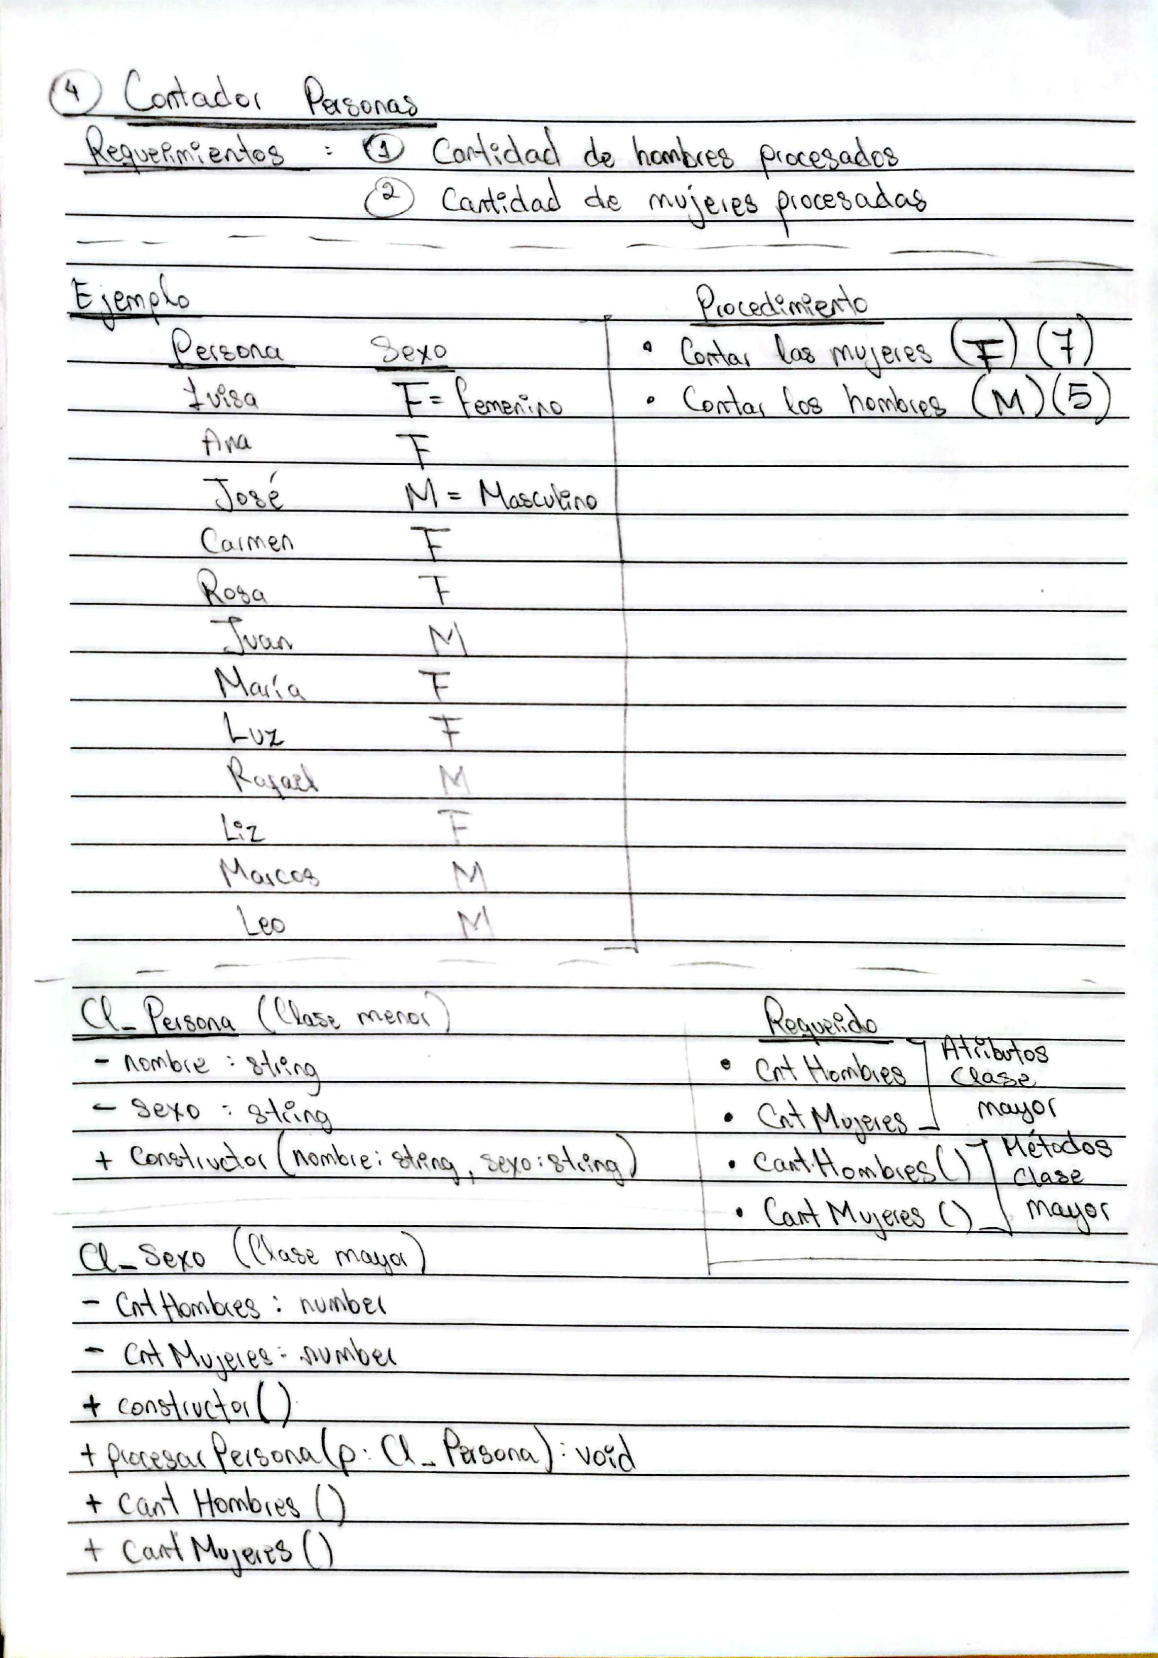 4 Contador Personas
Requerimientos : 1 Cantidad de hombres procesados
2 Cantidad de mujeres procesadas
Ejemplo
Procedimiento
Persona Sexo
• Contar las mujeres (F) (7)
Luisa F = femenino
• Contar los hombres (M) (5)
Ana F
José M = Masculino
Carmen F
Rosa F
Juan M
María F
Luz F
Rafael M
Liz F
Marcos M
Leo M
Cl_Persona (Clase menor)
- nombre : string
- sexo : string
+ Constructor (nombre: string, sexo: string)
Requerido
• Cnt Hombres
• Cnt Mujeres
Atributos
Clase
mayor
• Cant Hombres ()
• Cant Mujeres ()
Métodos
Clase
mayor
Cl_Sexo (Clase mayor)
- Cnt Hombres : number
- Cnt Mujeres : number
+ constructor ()
+ procesar Persona (p: Cl_Persona) : void
+ Cant Hombres ()
+ Cant Mujeres ()